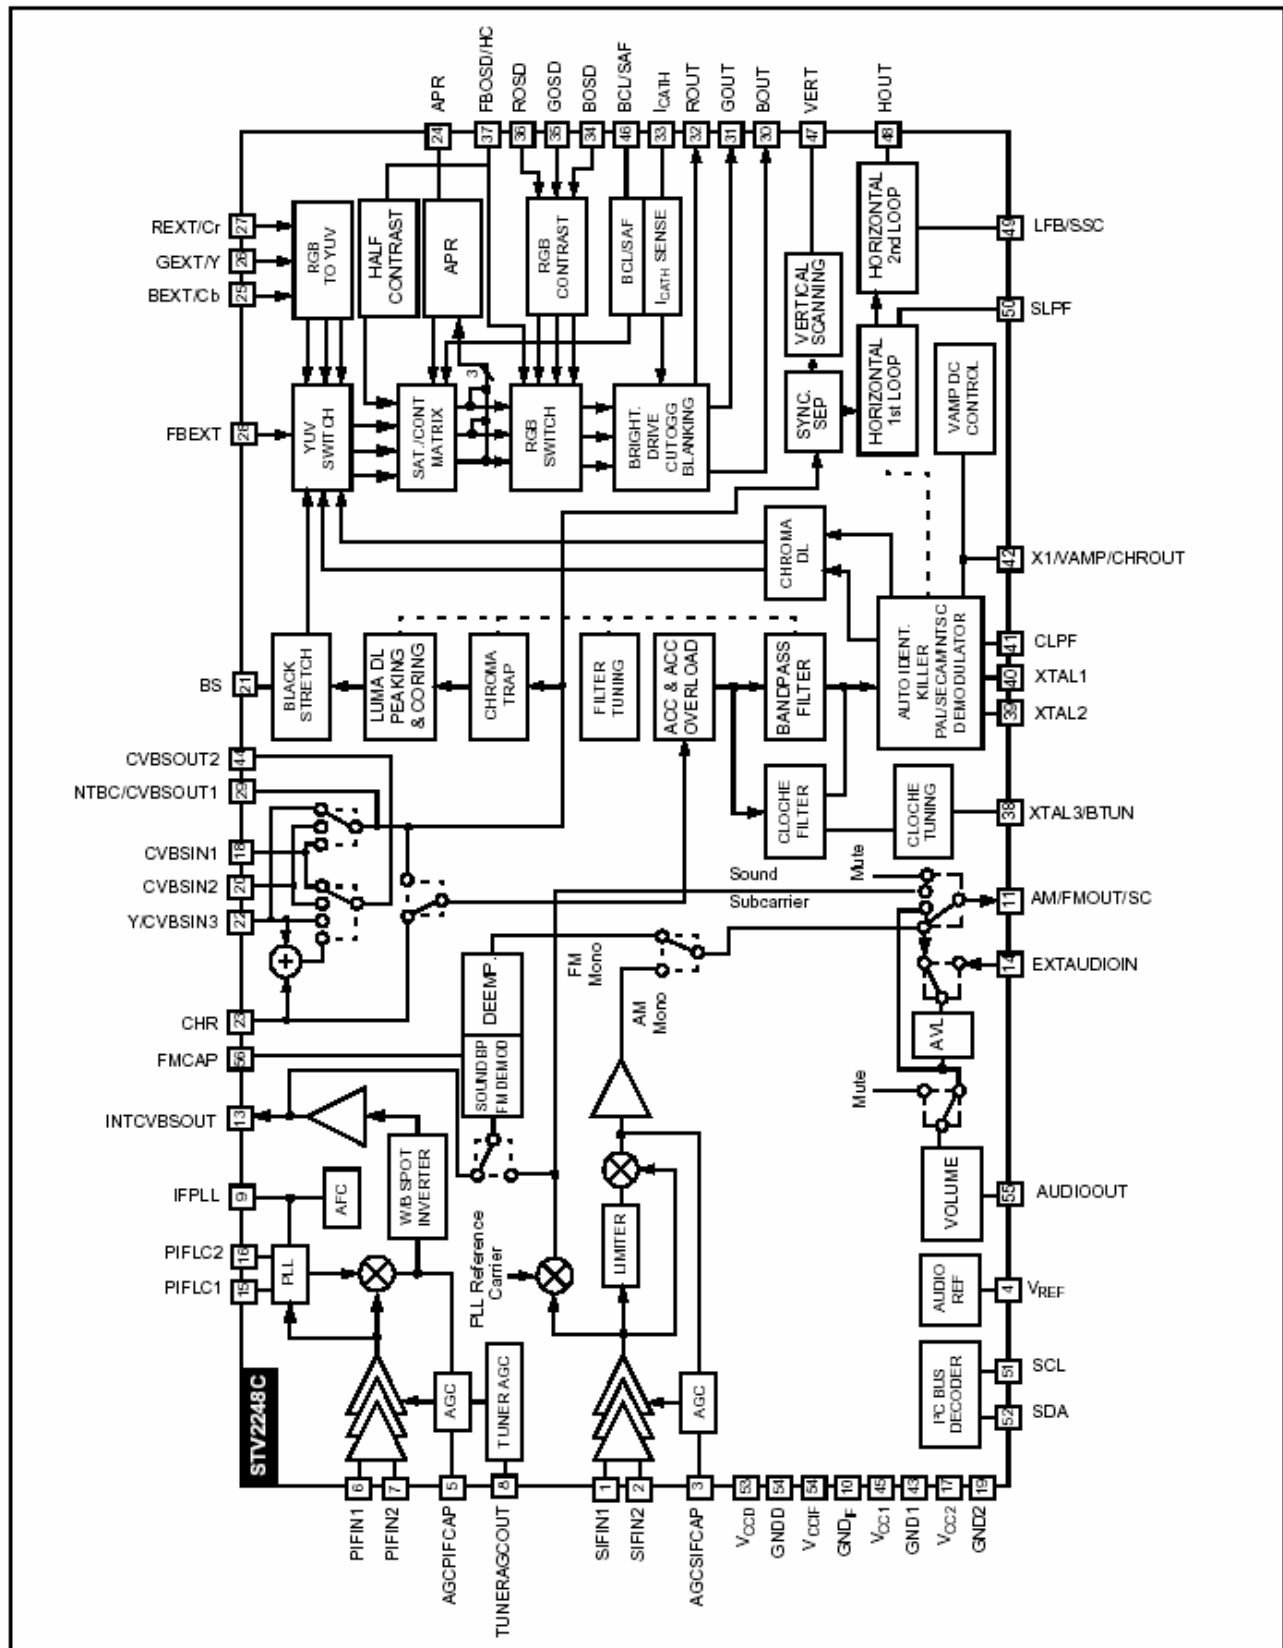 APR
FBOSD/HC
ROSD
GOSD
BOSD
BCL/SAF
ICATH
ROUT
GOUT
BOUT
VERT
HOUT
24
37
36
35
34
46
33
32
31
30
47
48
REXT/Cr
27
GEXT/Y
26
BEXT/Cb
25
FBEXT
28
BS
21
CVBSOUT2
44
NTBC/CVBSOUT1
29
CVBSIN1
18
CVBSIN2
20
Y/CVBSIN3
22
CHR
23
FMCAP
56
INTCVBSOUT
13
IFPLL
9
PIFLC2
16
PIFLC1
15
RGB
TO YUV
HALF
CONTRAST
APR
RGB
CONTRAST
BCL/SAF
ICATH SENSE
VERTICAL
SCANNING
HORIZONTAL
2nd LOOP
YUV
SWITCH
SAT./CONT
MATRIX
3
RGB
SWITCH
BRIGHT.
DRIVE
CUTOGG
BLANKING
SYNC.
SEP
HORIZONTAL
1st LOOP
VAMP DC
CONTROL
CHROMA
DL
BLACK
STRETCH
LUMA DL
PEAKING
& CORING
CHROMA
TRAP
FILTER
TUNING
ACC & ACC
OVERLOAD
BANDPASS
FILTER
AUTO IDENT.
KILLER
PAL/SECAM/NTSC
DEMODULATOR
CLOCHE
FILTER
CLOCHE
TUNING
Sound
Subcarrier
Mute
FM
Mono
AM
Mono
DEEMP.
SOUND BP
FM DEMOD
AVL
Mute
VOLUME
W/B SPOT
INVERTER
AFC
PLL
PLL Reference
Carrier
LIMITER
AUDIO
REF
I²C BUS
DECODER
AGC
TUNER AGC
AGC
STV2248C
49
LFB/SSC
50
SLPF
42
X1/VAMP/CHROUT
41
CLPF
40
XTAL1
39
XTAL2
38
XTAL3/BTUN
11
AM/FMOUT/SC
14
EXTAUDIOIN
55
AUDIOOUT
4
VREF
51
SCL
52
SDA
6
7
5
8
1
2
3
53
54
54
10
45
43
17
19
PIFIN1
PIFIN2
AGCPIFCAP
TUNERAGCOUT
SIFIN1
SIFIN2
AGCSIFCAP
VCCD
GNDD
VCCIF
GNDIF
VCC1
GND1
VCC2
GND2